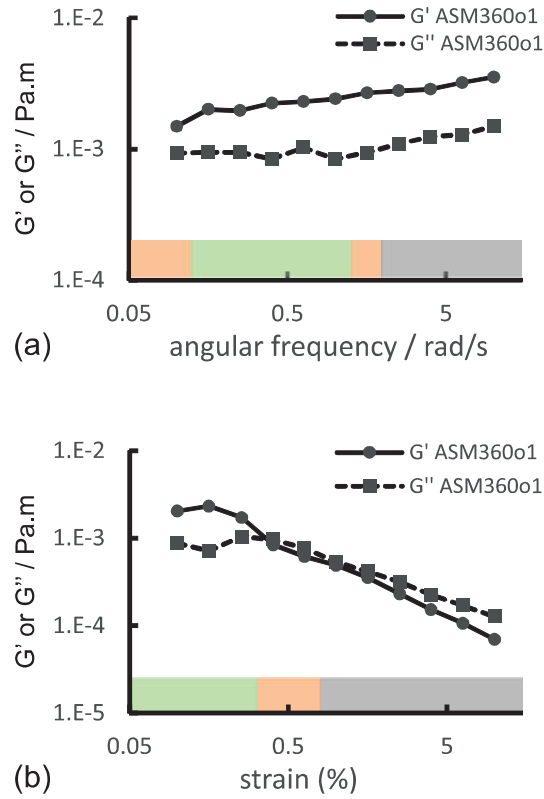 1.E-2
G' ASM360o1
G'' ASM360o1
1.E-3
G' or G” / Pa.m
1.E-4
0.05
0.5
5
(a)
angular frequency / rad/s
1.E-2
G' ASM360o1
G'' ASM360o1
1.E-3
G' or G” / Pa.m
1.E-4
1.E-5
0.05
0.5
5
(b)
strain (%)